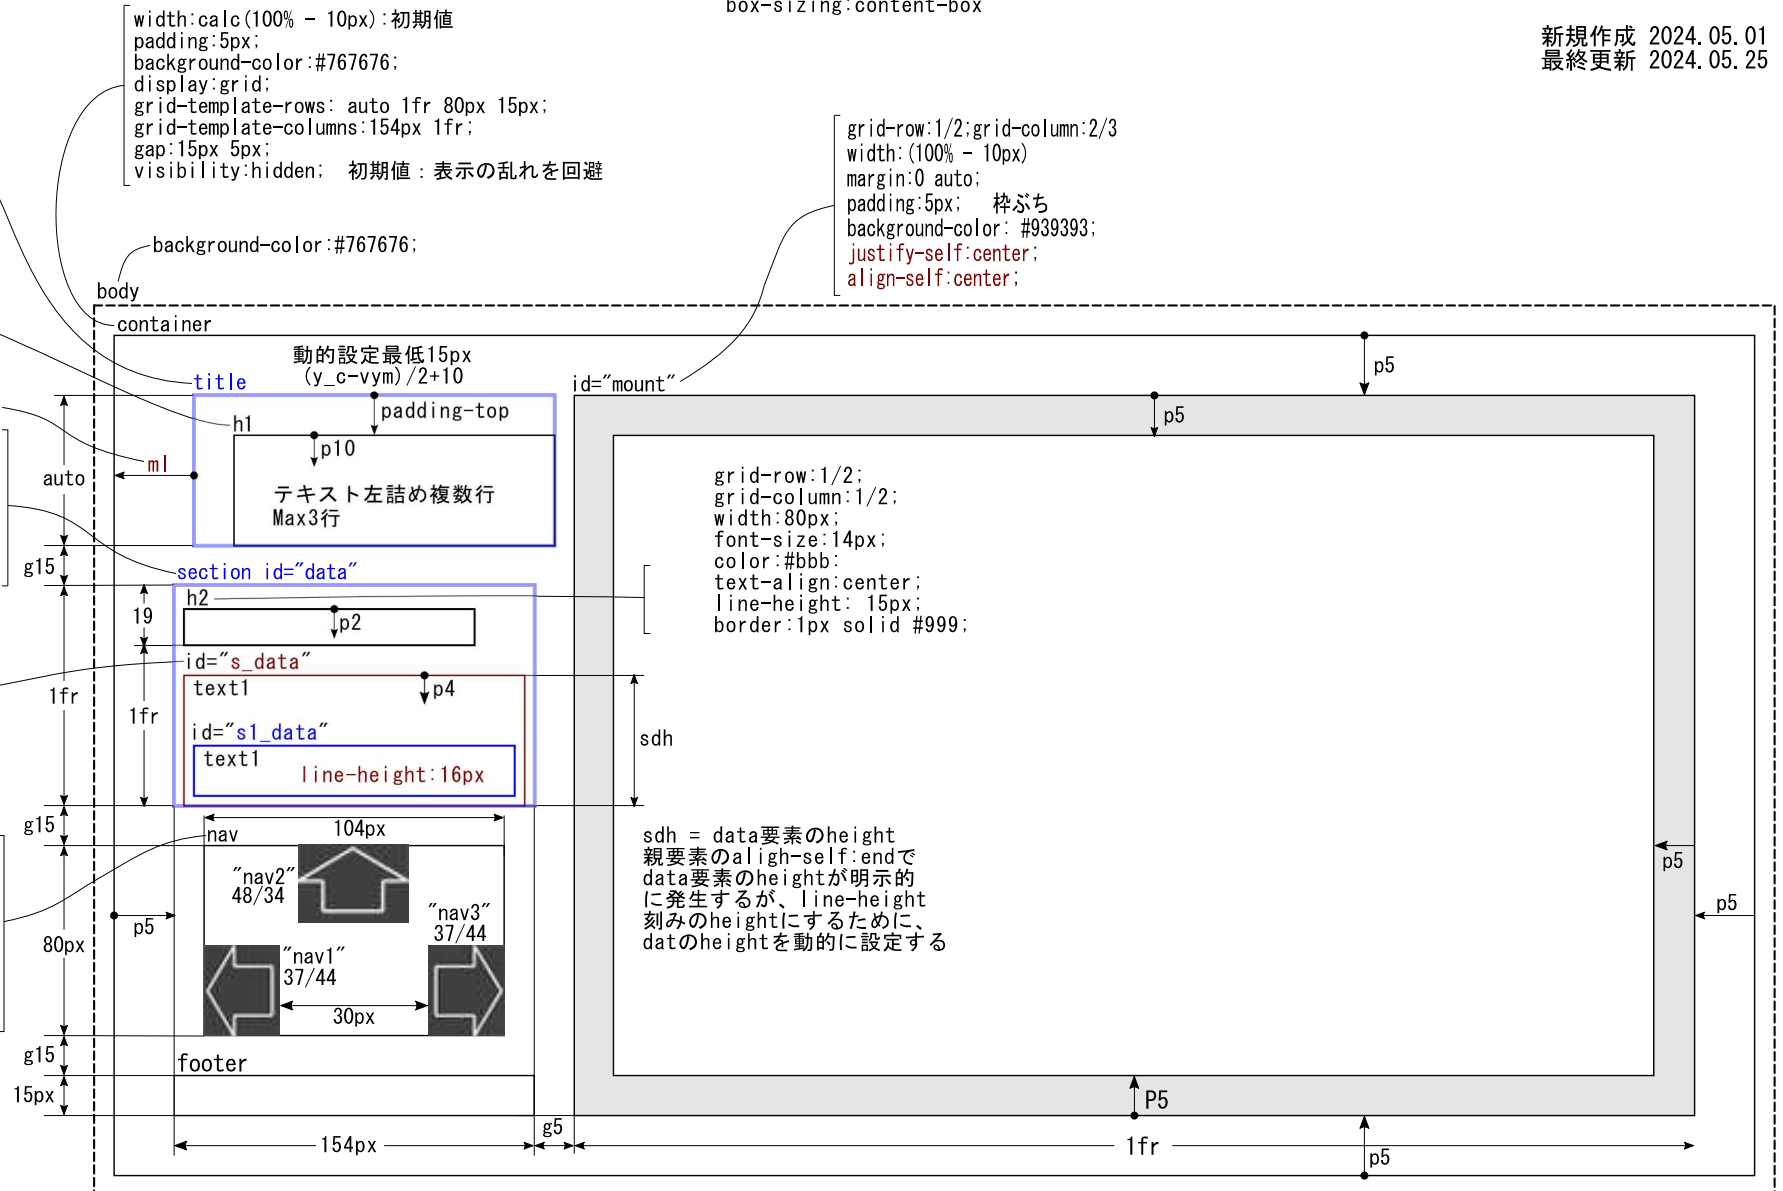 box-sizing:content-box
新規作成 2024.05.01
最終更新 2024.05.25
width:calc(100% - 10px):初期値
padding:5px;
background-color:#767676;
display:grid;
grid-template-rows: auto 1fr 80px 15px;
grid-template-columns:154px 1fr;
gap:15px 5px;
visibility:hidden; 初期値：表示の乱れを回避
grid-row:1/2;grid-column:2/3
width:(100% - 10px)
margin:0 auto;
padding:5px; 枠ぶち
background-color: #939393;
justify-self:center;
align-self:center;
background-color:#767676;
body
container
動的設定最低15px
(y_c-vym)/2+10
title
id="mount"
p5
padding-top
p5
h1
p10
ml
auto
テキスト左詰め複数行
Max3行
grid-row:1/2;
grid-column:1/2;
width:80px;
font-size:14px;
color:#bbb:
text-align:center;
line-height: 15px;
border:1px solid #999;
g15
section id="data"
h2
19
p2
id="s_data"
text1
p4
1fr
1fr
id="s1_data"
text1
line-height:16px
sdh
g15
nav
104px
sdh = data要素のheight
親要素のaligh-self:endで
data要素のheightが明示的
に発生するが、line-height
刻みのheightにするために、
datのheightを動的に設定する
"nav2"
48/34
"nav3"
37/44
p5
p5
p5
80px
"nav1"
37/44
30px
g15
footer
15px
P5
g5
154px
1fr
p5